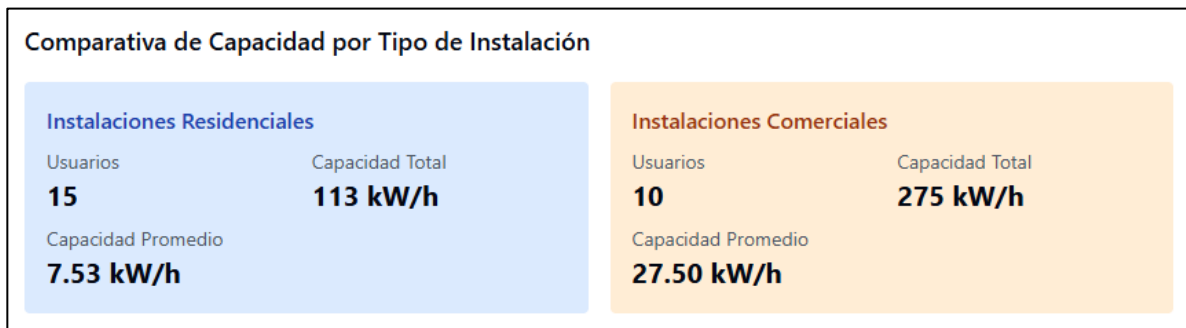 Comparativa de Capacidad por Tipo de Instalación
Instalaciones Residenciales
Usuarios
15
Capacidad Total
113 kW/h
Capacidad Promedio
7.53 kW/h
Instalaciones Comerciales
Usuarios
10
Capacidad Total
275 kW/h
Capacidad Promedio
27.50 kW/h